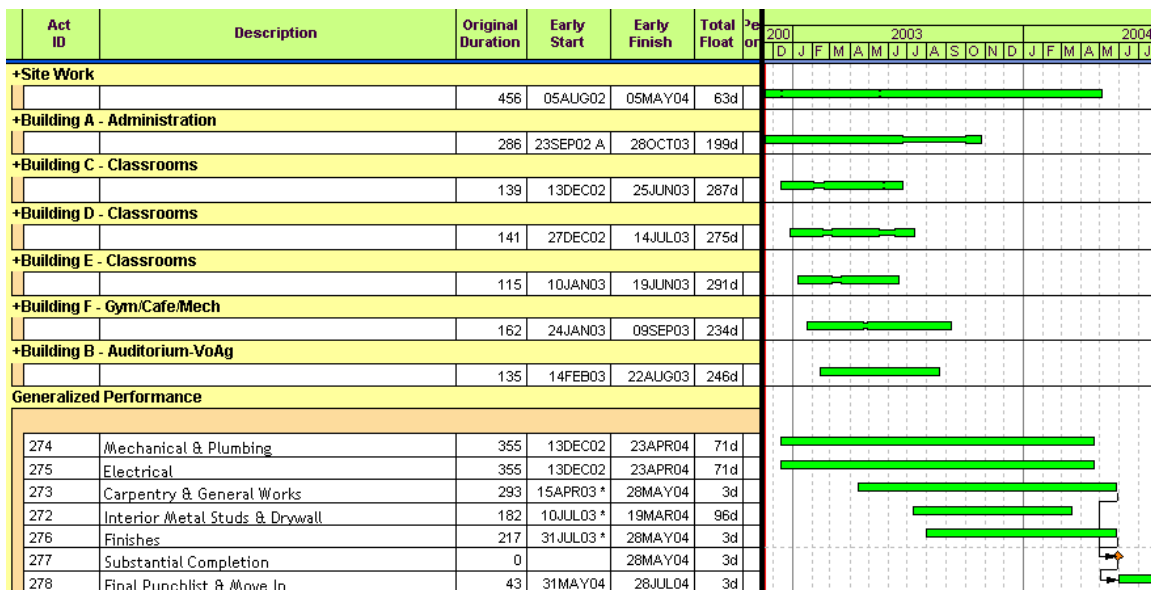 Act ID Description Original Duration Early Start Early Finish Total Float
200 2003 2004
D J F M A M J J A S O N D J F M A M J J
+Site Work
456 05AUG02 05MAY04 63d
+Building A - Administration
286 23SEP02 A 28OCT03 199d
+Building C - Classrooms
139 13DEC02 25JUN03 287d
+Building D - Classrooms
141 27DEC02 14JUL03 275d
+Building E - Classrooms
115 10JAN03 19JUN03 291d
+Building F - Gym/Cafe/Mech
162 24JAN03 09SEP03 234d
+Building B - Auditorium-VoAg
135 14FEB03 22AUG03 246d
Generalized Performance
274 Mechanical & Plumbing 355 13DEC02 23APR04 71d
275 Electrical 355 13DEC02 23APR04 71d
273 Carpentry & General Works 293 15APR03 * 28MAY04 3d
272 Interior Metal Studs & Drywall 182 10JUL03 * 19MAR04 96d
276 Finishes 217 31JUL03 * 28MAY04 3d
277 Substantial Completion 0 28MAY04 3d
278 Final Punchlist & Move In 43 31MAY04 28JUL04 3d